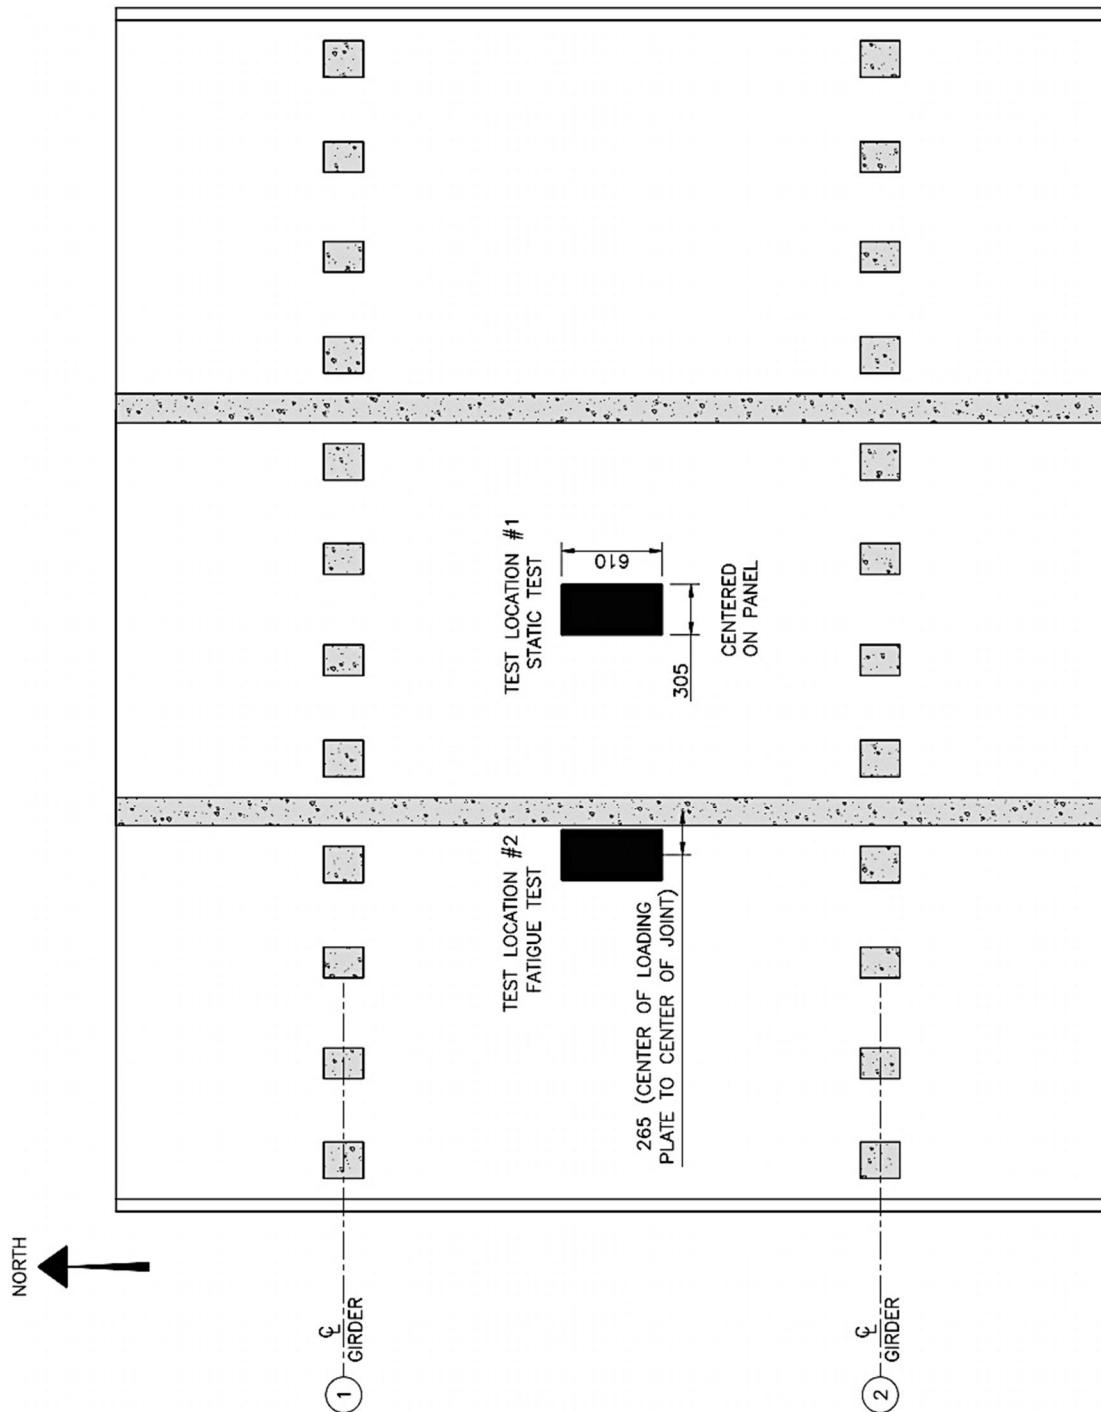 NORTH
TEST LOCATION #1
STATIC TEST
610
305
CENTERED
ON PANEL
TEST LOCATION #2
FATIGUE TEST
265 (CENTER OF LOADING
PLATE TO CENTER OF JOINT)
1
℄
GIRDER
2
℄
GIRDER